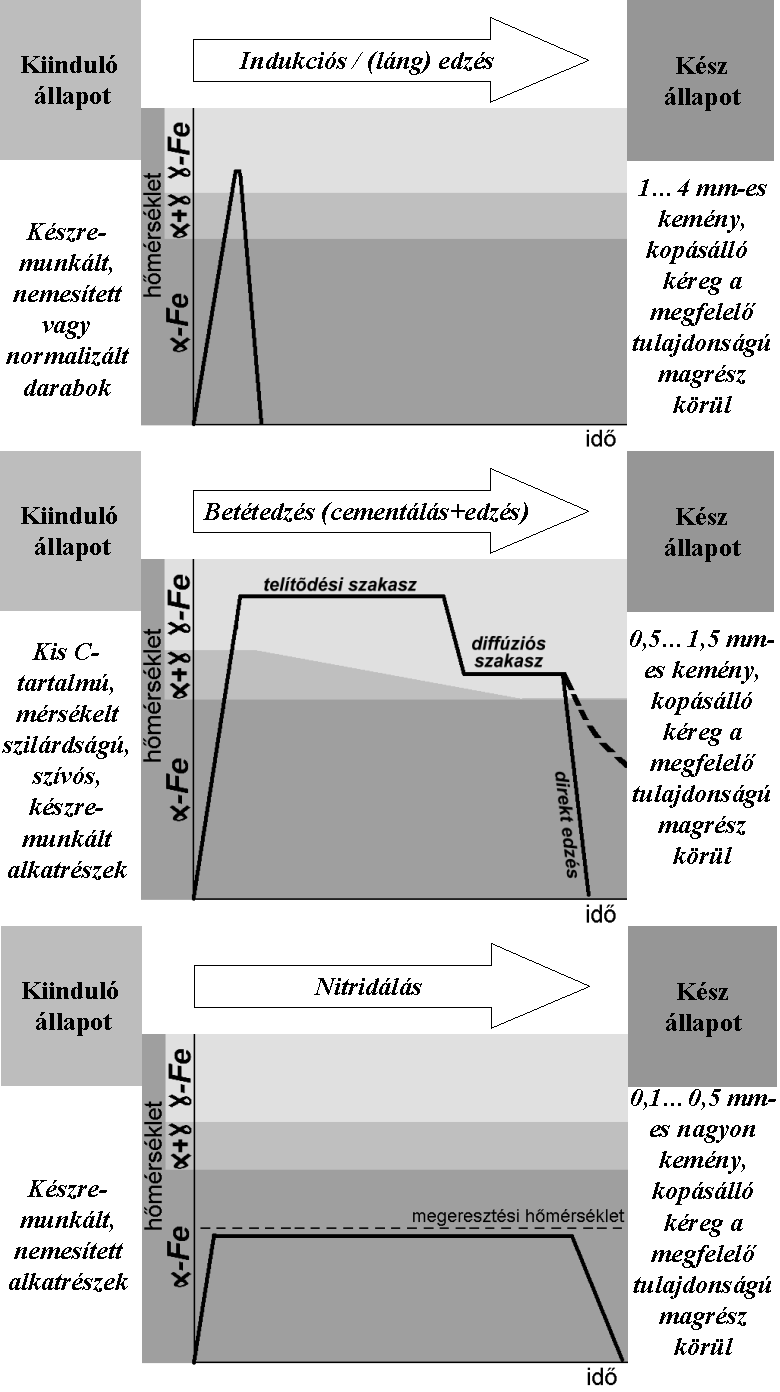 Kiinduló
állapot
Indukciós / (láng) edzés
Kész
állapot
Készre-
munkált,
nemesített
vagy
normalizált
darabok
hőmérséklet
α-Fe
α+ɣ
ɣ-Fe
idő
1… 4 mm-es
kemény,
kopásálló
kéreg a
megfelelő
tulajdonságú
magrész
körül
Kiinduló
állapot
Betétedzés (cementálás+edzés)
Kész
állapot
Kis C-
tartalmú,
mérsékelt
szilárdságú,
szívós,
készre-
munkált
alkatrészek
hőmérséklet
α-Fe
α+ɣ
ɣ-Fe
telítõdési szakasz
diffúziós
szakasz
direkt edzés
idő
0,5… 1,5 mm-
es kemény,
kopásálló
kéreg a
megfelelő
tulajdonságú
magrész
körül
Kiinduló
állapot
Nitridálás
Kész
állapot
Készre-
munkált,
nemesített
alkatrészek
hőmérséklet
α-Fe
α+ɣ
ɣ-Fe
megeresztési hőmérséklet
idő
0,1… 0,5 mm-
es nagyon
kemény,
kopásálló
kéreg a
megfelelő
tulajdonságú
magrész
körül